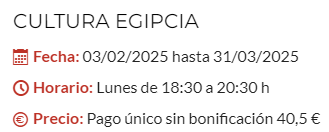 CULTURA EGIPCIA
Fecha: 03/02/2025 hasta 31/03/2025
Horario: Lunes de 18:30 a 20:30 h
Precio: Pago único sin bonificación 40,5 €